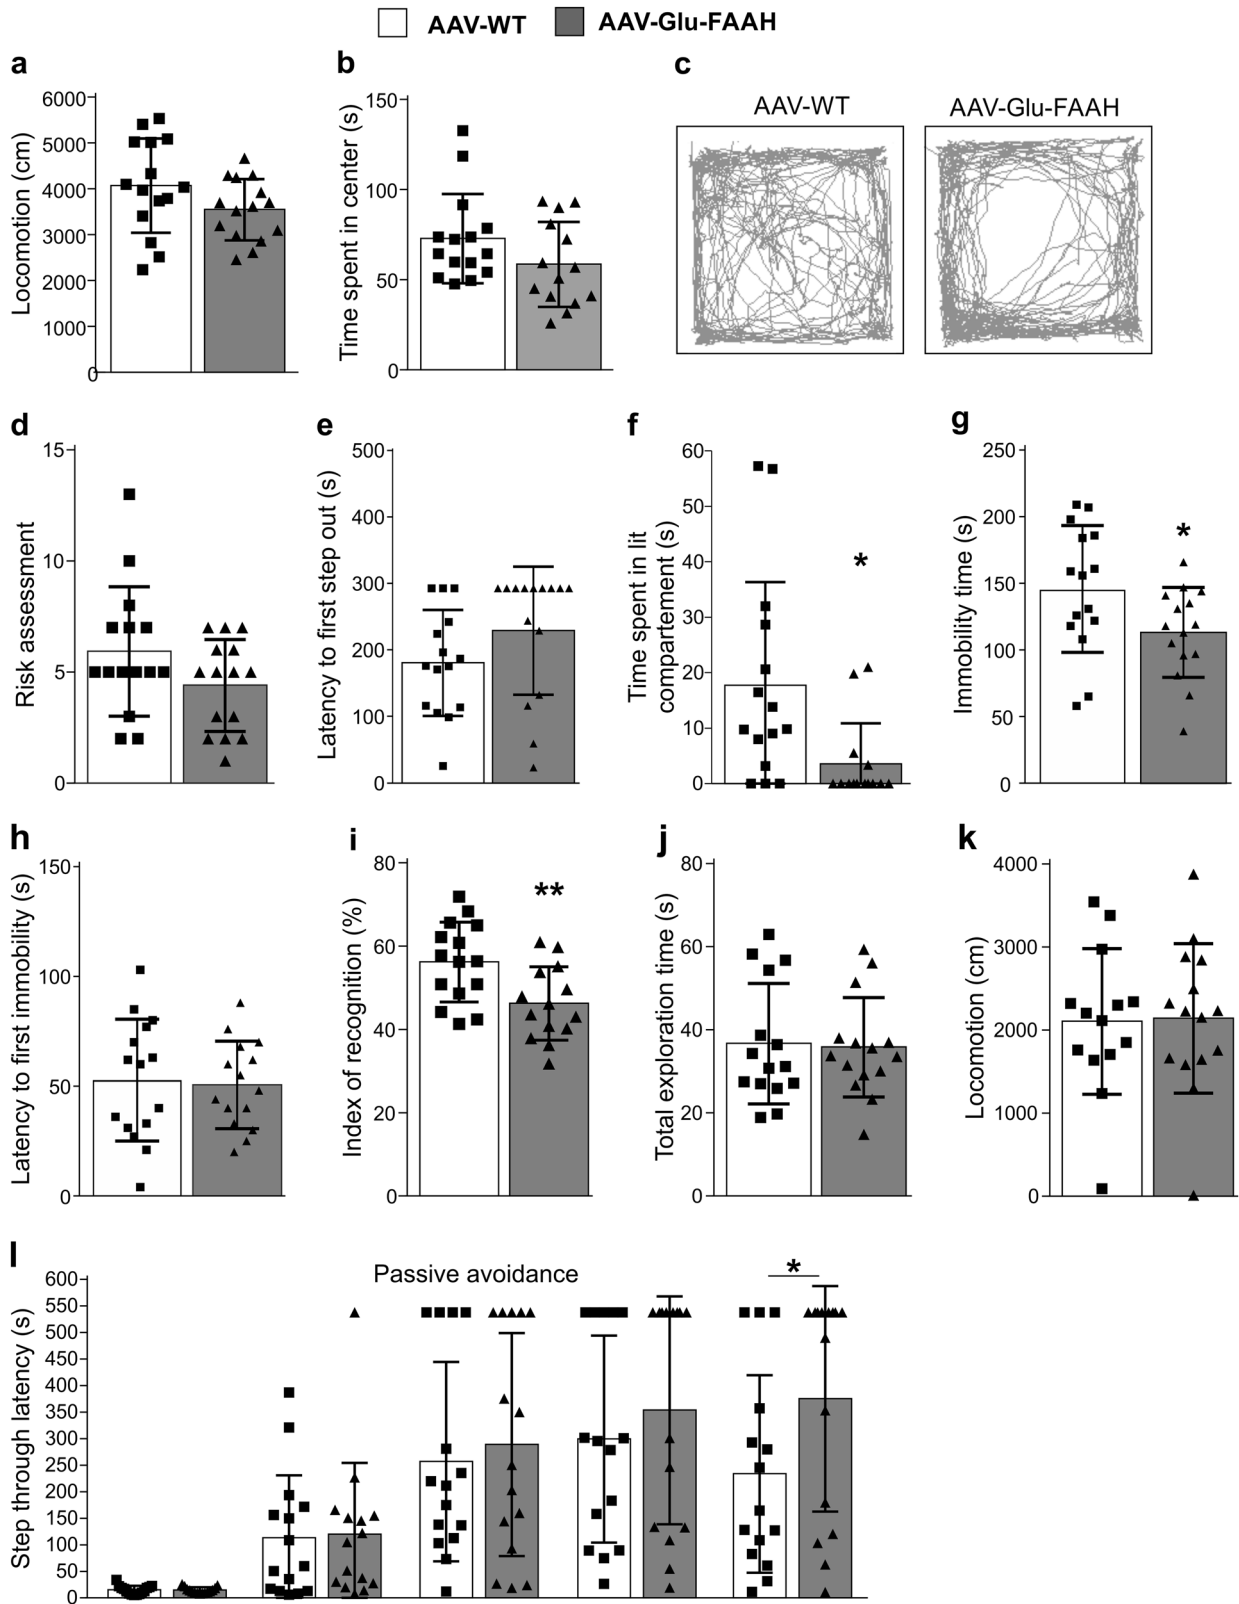 AAV-WT AAV-Glu-FAAH
a
Locomotion (cm)
6000
5000
4000
3000
2000
1000
0
b
Time spent in center (s)
150
100
50
0
c
AAV-WT AAV-Glu-FAAH
d
Risk assessment
15
10
5
0
e
Latency to first step out (s)
500
400
300
200
100
0
f
Time spent in lit
compartement (s)
60
50
40
30
20
10
0
*
g
Immobility time (s)
250
200
150
100
50
0
*
h
Latency to first immobility (s)
150
100
50
0
i
Index of recognition (%)
80
60
40
20
0
**
j
Total exploration time (s)
80
60
40
20
0
k
Locomotion (cm)
4000
3000
2000
1000
0
l
Passive avoidance
Step through latency (s)
600
550
500
450
400
350
300
250
200
150
100
50
0
*